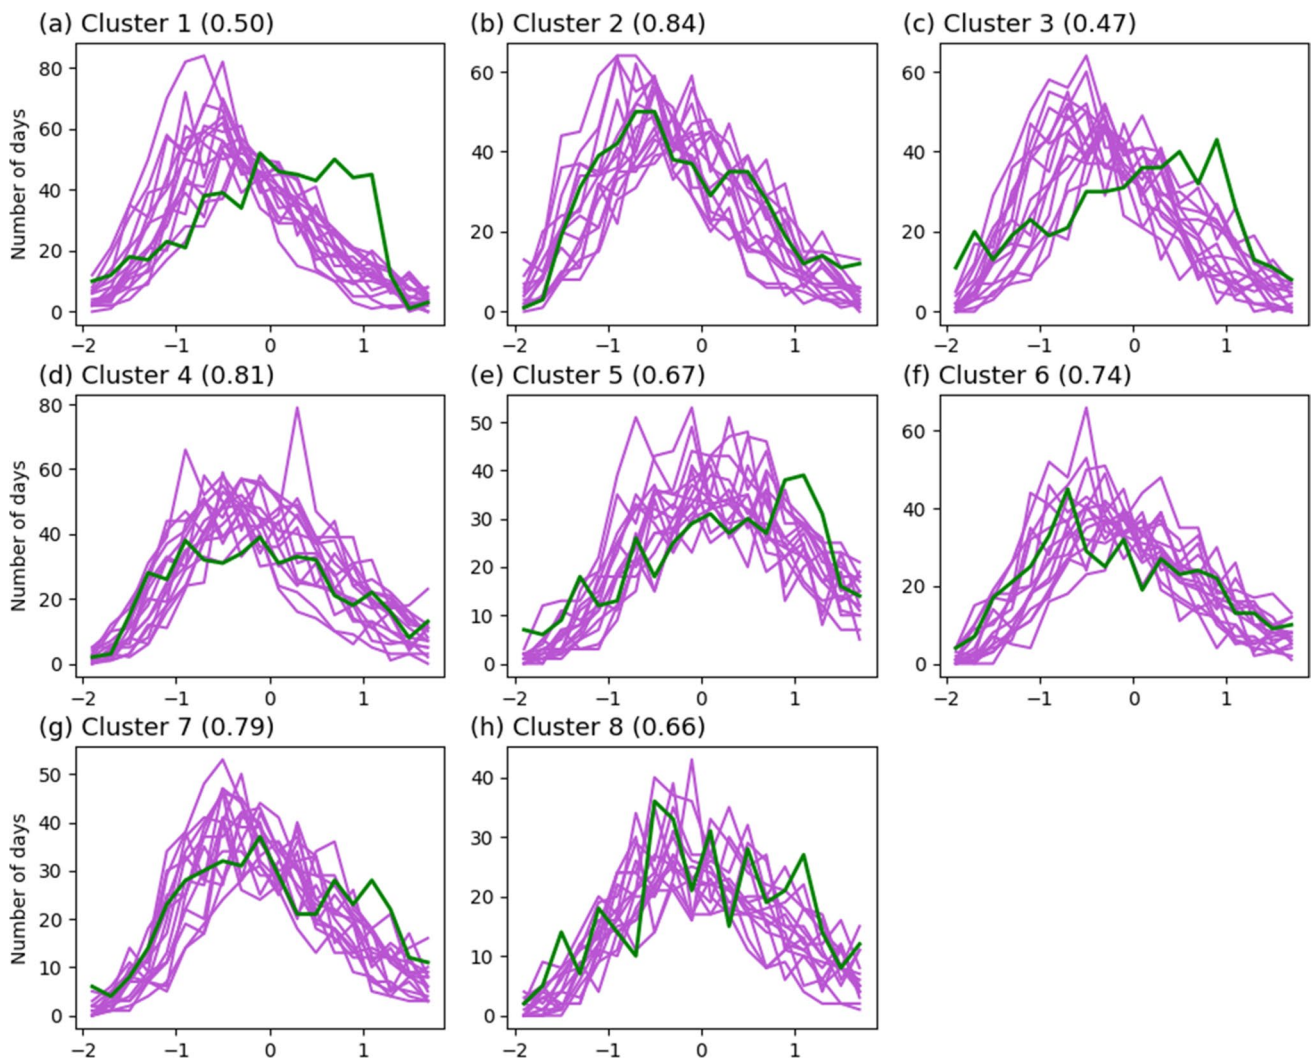 (a) Cluster 1 (0.50)
(b) Cluster 2 (0.84)
(c) Cluster 3 (0.47)
Number of days
80
60
40
20
0
−2 −1 0 1
60
40
20
0
−2 −1 0 1
60
40
20
0
−2 −1 0 1
(d) Cluster 4 (0.81)
(e) Cluster 5 (0.67)
(f) Cluster 6 (0.74)
Number of days
80
60
40
20
0
−2 −1 0 1
50
40
30
20
10
0
−2 −1 0 1
60
40
20
0
−2 −1 0 1
(g) Cluster 7 (0.79)
(h) Cluster 8 (0.66)
Number of days
50
40
30
20
10
0
−2 −1 0 1
40
30
20
10
0
−2 −1 0 1